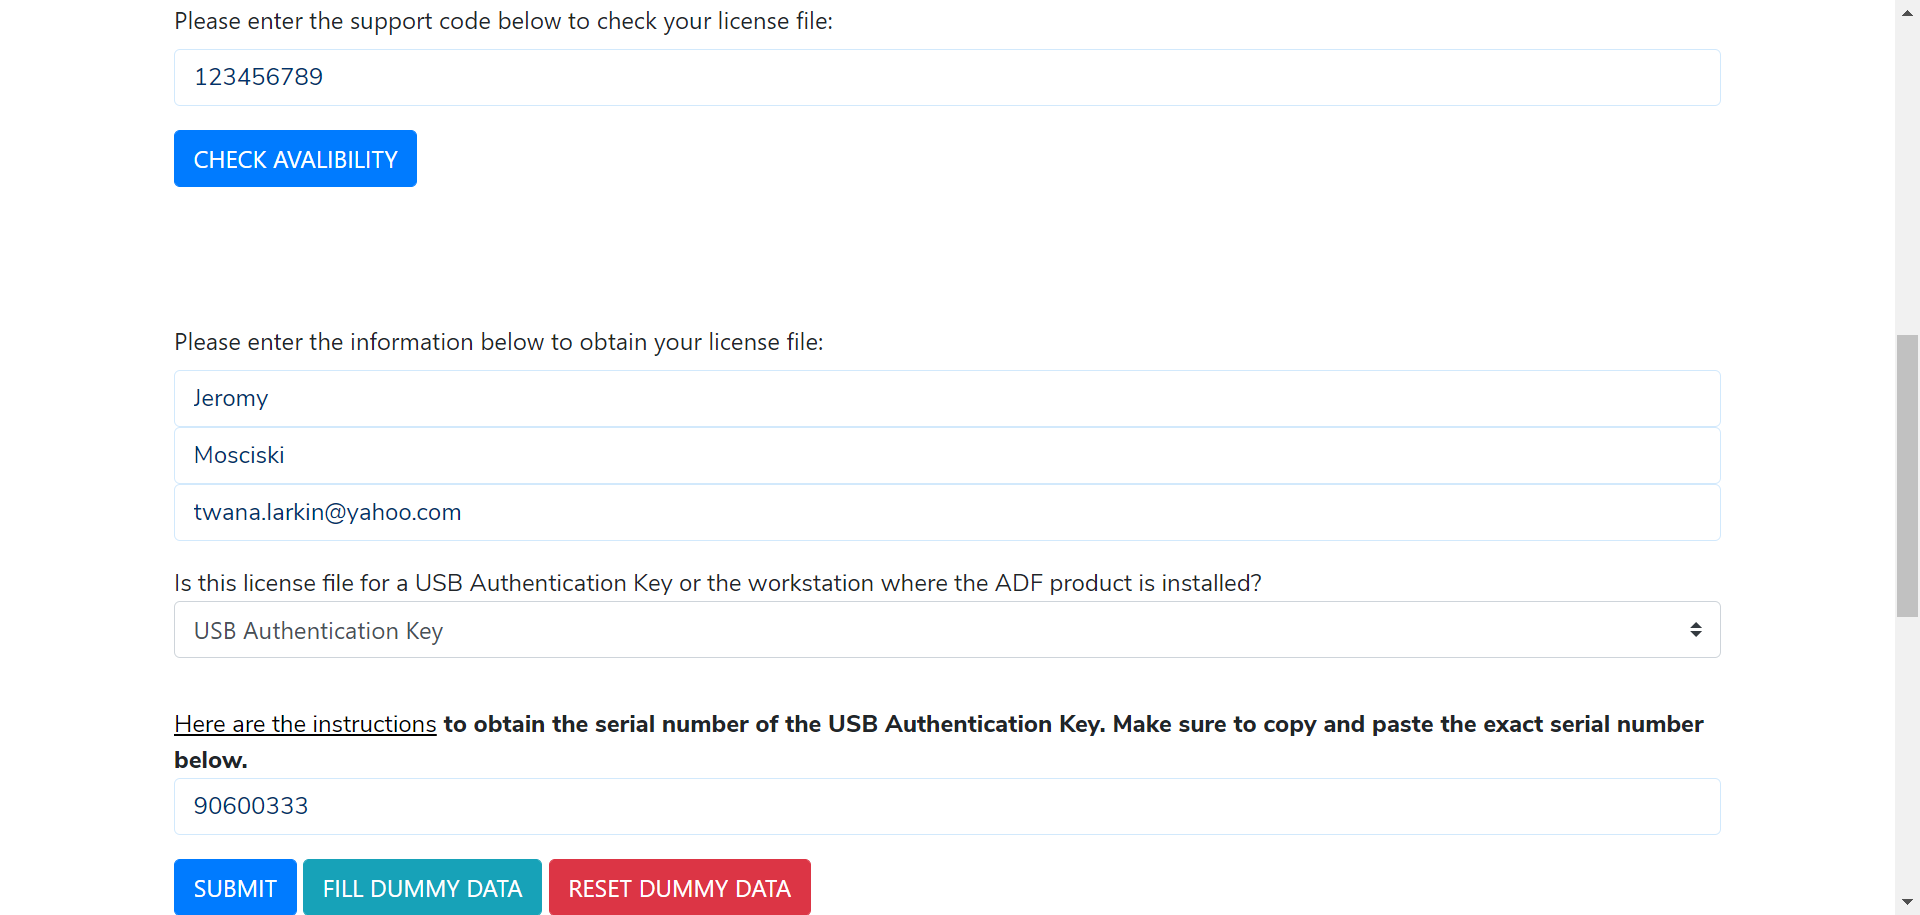 Please enter the support code below to check your license file:
123456789
CHECK AVALIBILITY
Please enter the information below to obtain your license file:
Jeromy
Mosciski
twana.larkin@yahoo.com
Is this license file for a USB Authentication Key or the workstation where the ADF product is installed?
USB Authentication Key
Here are the instructions to obtain the serial number of the USB Authentication Key. Make sure to copy and paste the exact serial number
below.
90600333
SUBMIT FILL DUMMY DATA RESET DUMMY DATA